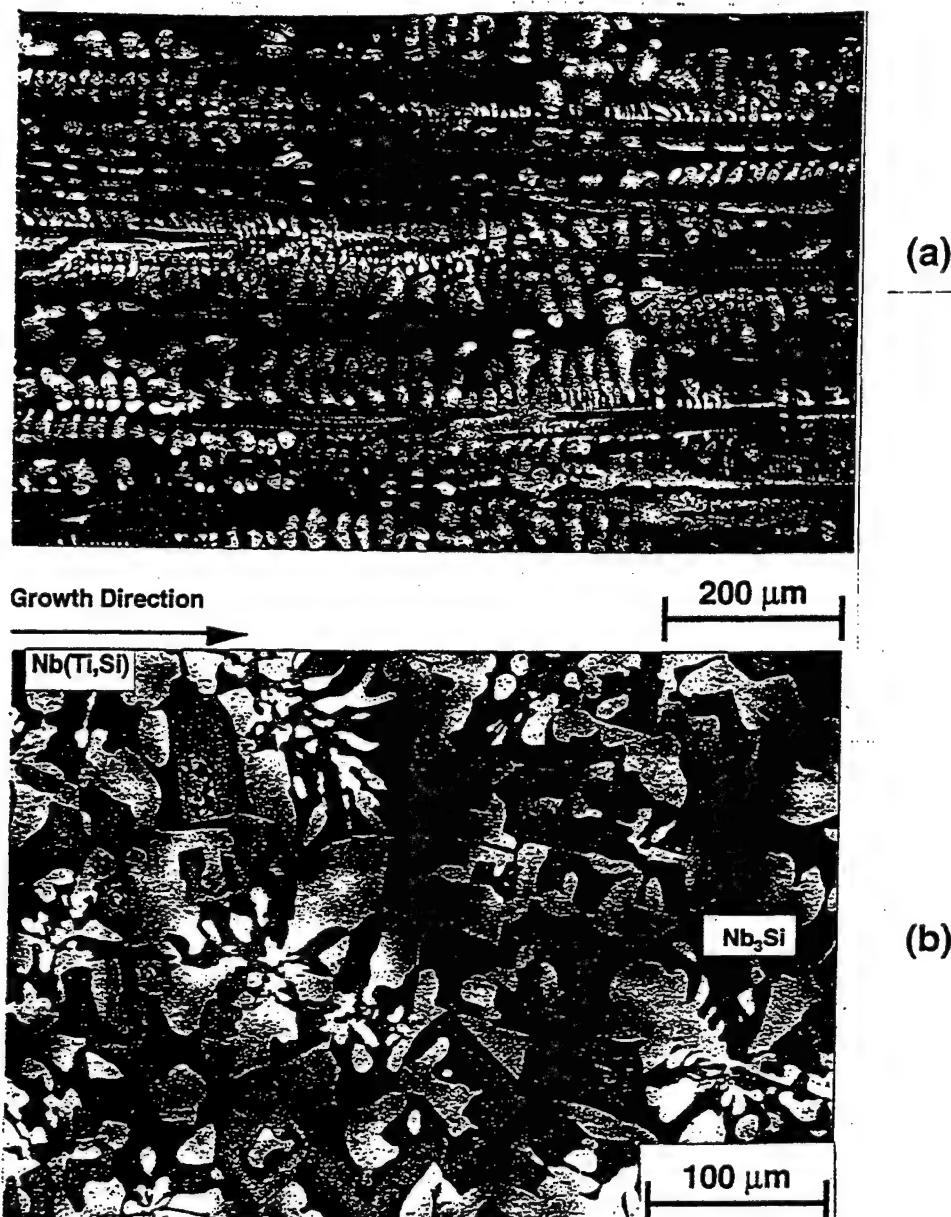 (a)
Growth Direction
200 μm
Nb(Ti,Si)
Nb₃Si
(b)
100 μm